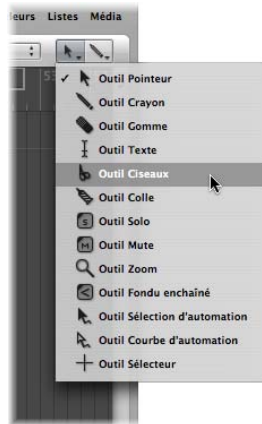 Listes Média
Outil Pointeur
Outil Crayon
Outil Gomme
Outil Texte
Outil Ciseaux
Outil Colle
S Outil Solo
M Outil Mute
Outil Zoom
Outil Fondu enchaîné
Outil Sélection d'automation
Outil Courbe d'automation
Outil Sélecteur